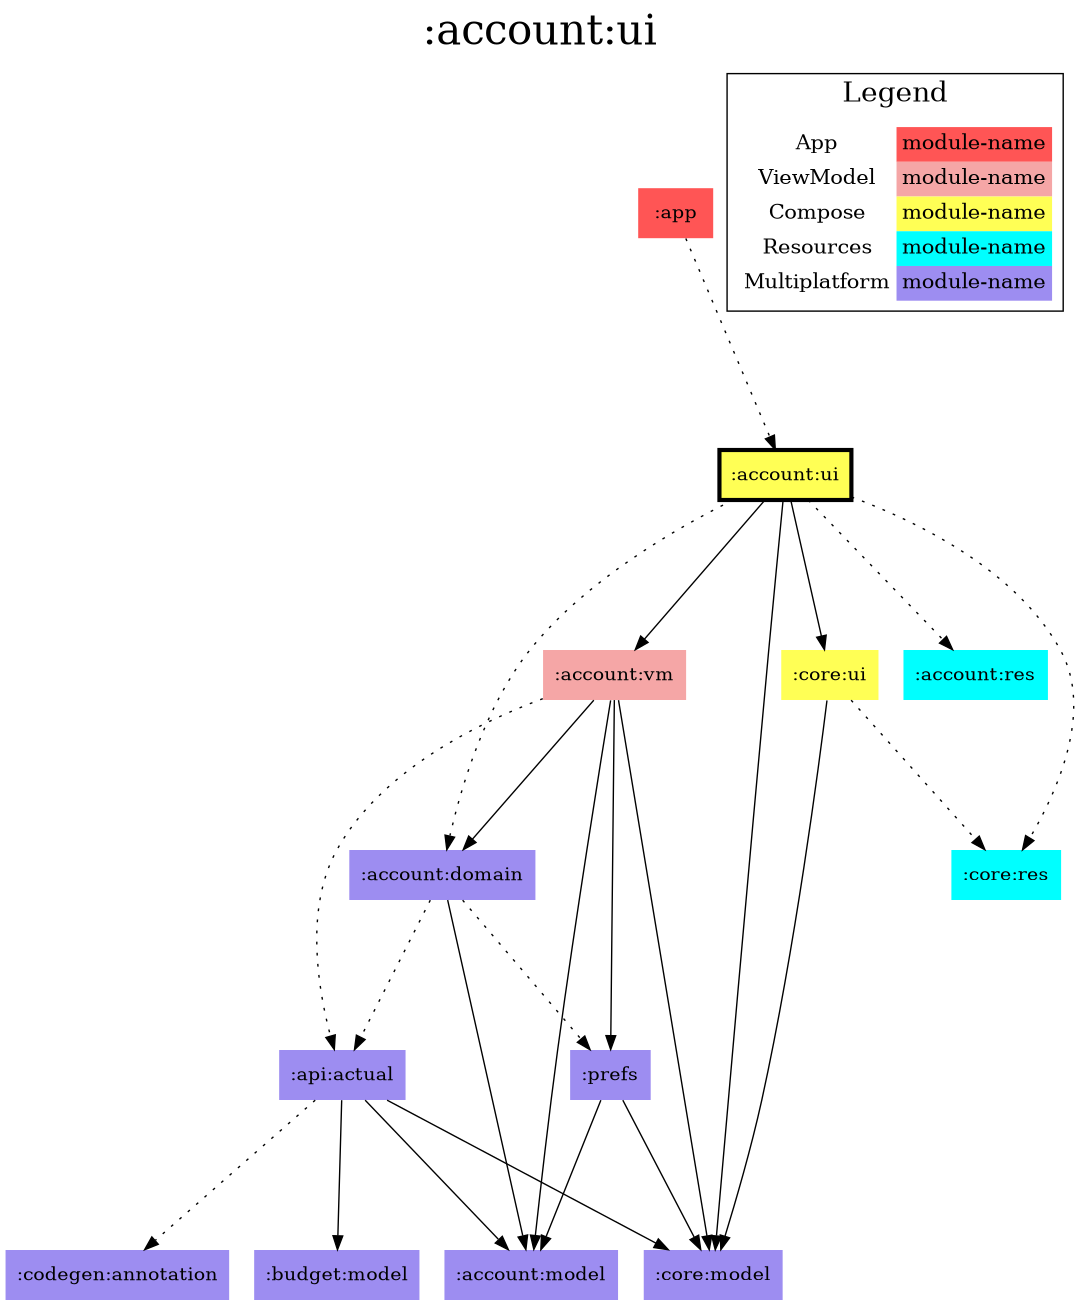 :account:ui
Legend
App module-name
ViewModel module-name
Compose module-name
Resources module-name
Multiplatform module-name
:app
:account:ui
:account:vm
:core:ui
:account:res
:account:domain
:core:res
:api:actual
:prefs
:codegen:annotation
:budget:model
:account:model
:core:model